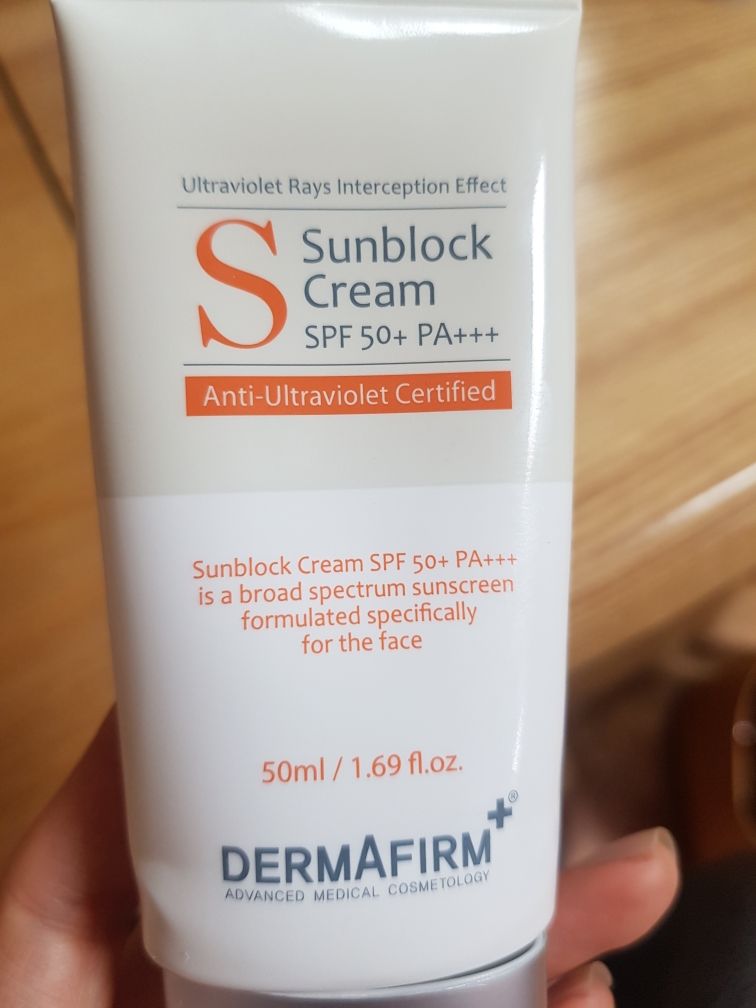 Ultraviolet Rays Interception Effect
S Sunblock
Cream
SPF 50+ PA+++
Anti-Ultraviolet Certified
Sunblock Cream SPF 50+ PA+++
is a broad spectrum sunscreen
formulated specifically
for the face
50ml / 1.69 fl.oz.
DERMAFIRM+®
ADVANCED MEDICAL COSMETOLOGY